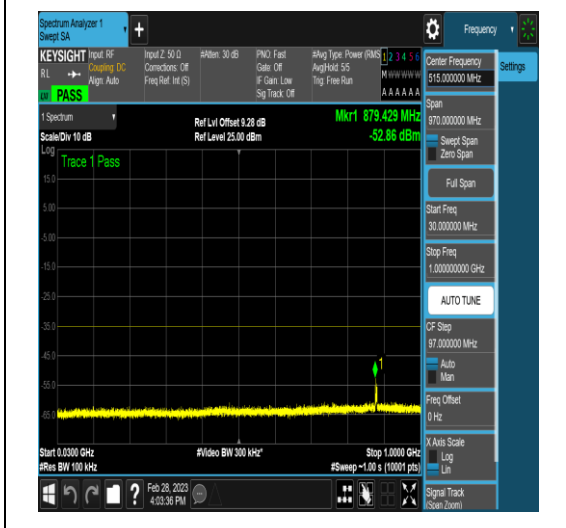 Spectrum Analyzer 1
Swept SA
+
Frequency
KEYSIGHT
RL
PASS
Input: RF
Coupling: DC
Align: Auto
Input Z: 50 Ω
Corrections: Off
Freq Ref: Int (S)
#Atten: 30 dB
PNO: Fast
Gate: Off
IF Gain: Low
Sig Track: Off
#Avg Type: Power (RMS
Avg|Hold: 5/5
Trig: Free Run
1 2 3 4 5 6
M W W W W W
A A A A A A
Center Frequency
515.000000 MHz
Settings
1 Spectrum
Scale/Div 10 dB
Ref Lvl Offset 9.28 dB
Ref Level 25.00 dBm
Mkr1 879.429 MHz
-52.86 dBm
Log
Trace 1 Pass
15.0
5.00
-5.00
-15.0
-25.0
-35.0
-45.0
-55.0
-65.0
1
Start 0.0300 GHz
#Res BW 100 kHz
#Video BW 300 kHz*
Stop 1.0000 GHz
#Sweep ~1.00 s (10001 pts)
Span
970.000000 MHz
Swept Span
Zero Span
Full Span
Start Freq
30.000000 MHz
Stop Freq
1.000000000 GHz
AUTO TUNE
CF Step
97.000000 MHz
Auto
Man
Freq Offset
0 Hz
X Axis Scale
Log
Lin
Signal Track
(Span Zoom)
?
Feb 28, 2023
4:03:36 PM